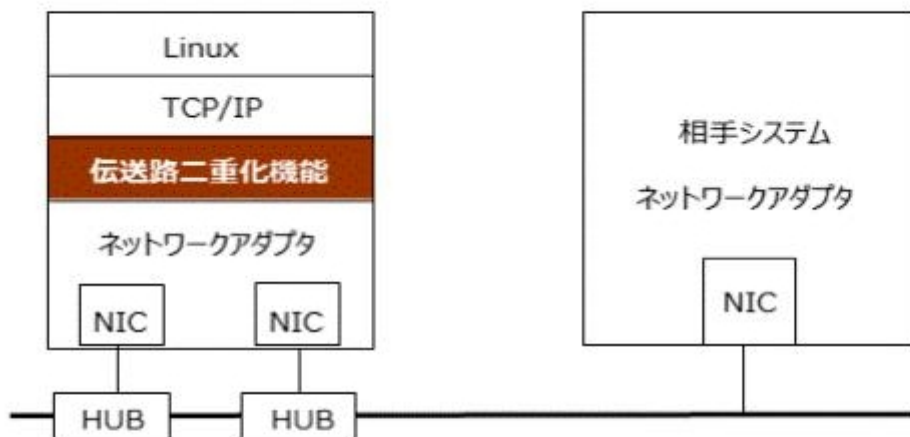 Linux
TCP/IP
伝送路二重化機能
ネットワークアダプタ
NIC
NIC
HUB
HUB
相手システム
ネットワークアダプタ
NIC